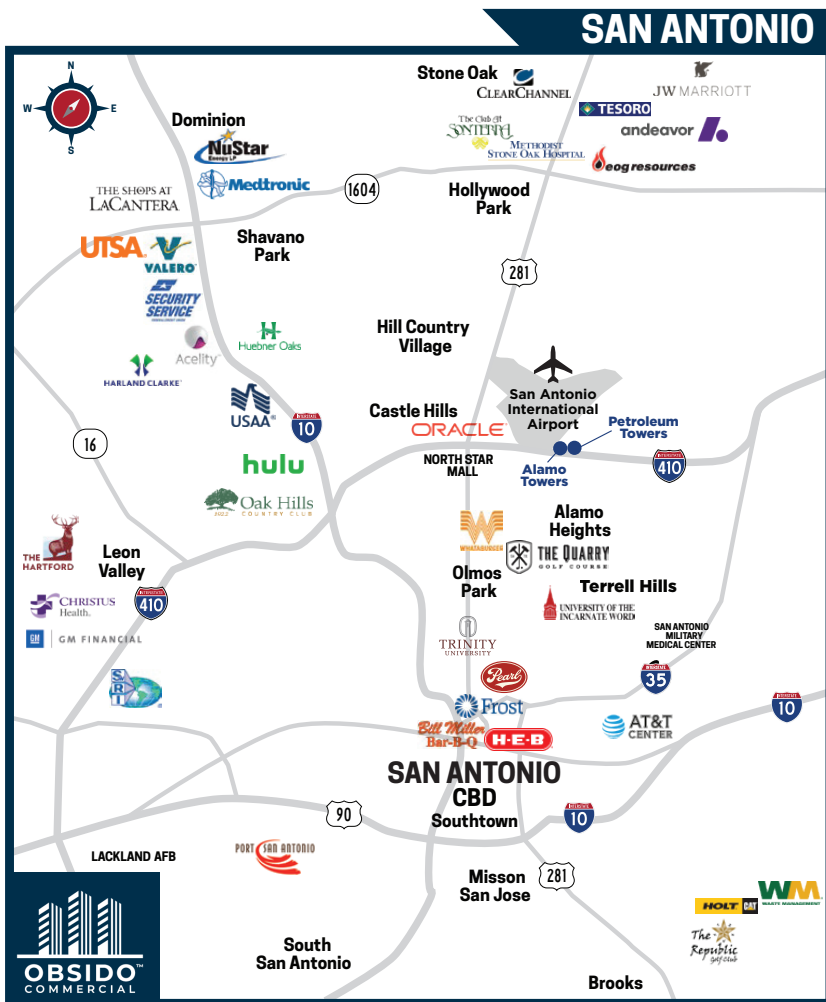 SAN ANTONIO
N
W
E
S
Stone Oak
CLEARCHANNEL
JW MARRIOTT
TESORO
The Club At
SONTERRA
andeavor
METHODIST
STONE OAK HOSPITAL
eog resources
Dominion
NuStar
Energy LP
Medtronic
THE SHOPS AT
LACANTERA
1604
Hollywood
Park
UTSA
VALERO
Shavano
Park
281
SECURITY
SERVICE
Huebner Oaks
Hill Country
Village
Acelity
HARLAND CLARKE
USAA
San Antonio
International
Airport
Castle Hills
ORACLE
Petroleum
Towers
INTERSTATE
10
16
NORTH STAR
MALL
Alamo
Towers
INTERSTATE
410
hulu
Oak Hills
COUNTRY CLUB
WHATABURGER
Alamo
Heights
THE QUARRY
GOLF COURSE
THE
HARTFORD
Leon
Valley
Olmos
Park
Terrell Hills
CHRISTUS
Health.
INTERSTATE
410
UNIVERSITY OF THE
INCARNATE WORD
GM
GM FINANCIAL
TRINITY
UNIVERSITY
SAN ANTONIO
MILITARY
MEDICAL CENTER
SRI
Pearl
INTERSTATE
35
Frost
INTERSTATE
10
Bill Miller
Bar-B-Q
H-E-B
AT&T
CENTER
SAN ANTONIO
CBD
Southtown
90
INTERSTATE
10
LACKLAND AFB
PORT SAN ANTONIO
Misson
San Jose
281
WM
WASTE MANAGEMENT
HOLT CAT
The
Republic
golf club
South
San Antonio
Brooks
OBSIDO™
COMMERCIAL